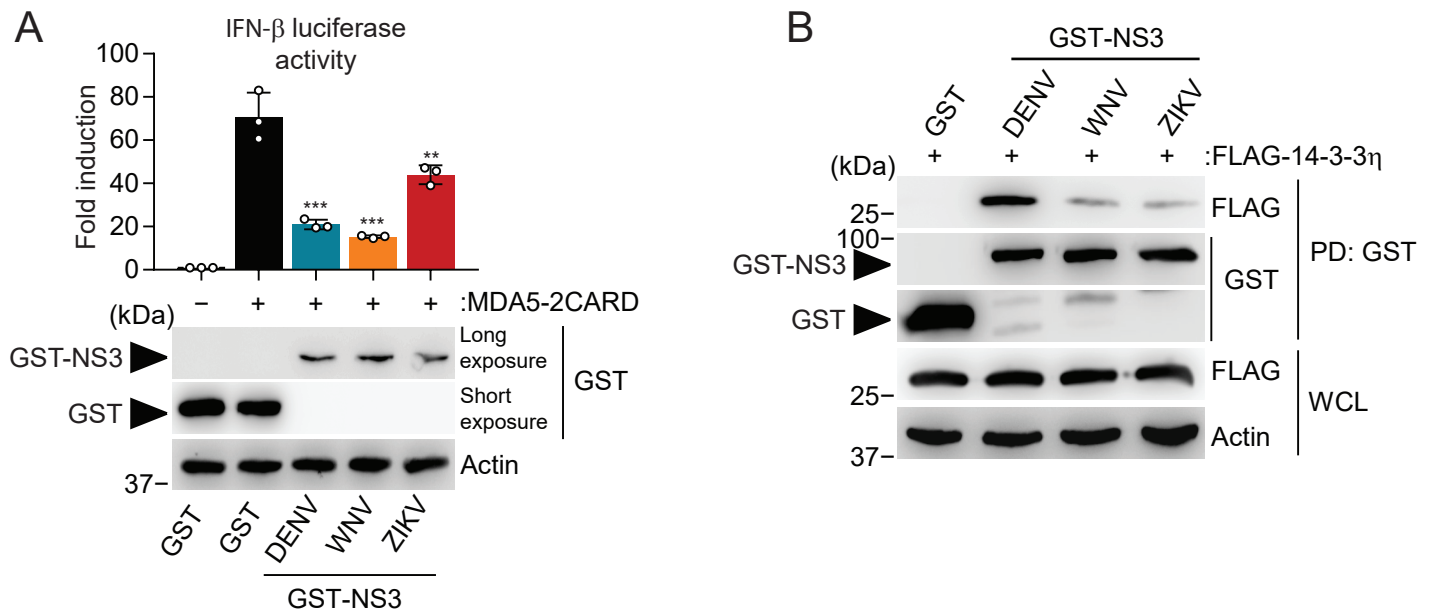 A
IFN-β luciferase
activity
Fold induction
100
80
60
40
20
0
***
***
**
– + + + + :MDA5-2CARD
(kDa)
GST-NS3
Long
exposure
GST
Short
exposure
GST
Actin
37–
GST GST DENV WNV ZIKV
GST-NS3
B
GST-NS3
GST DENV WNV ZIKV
(kDa) + + + + :FLAG-14-3-3η
FLAG
25–
100–
GST-NS3
GST
PD: GST
GST
FLAG
25–
WCL
Actin
37–